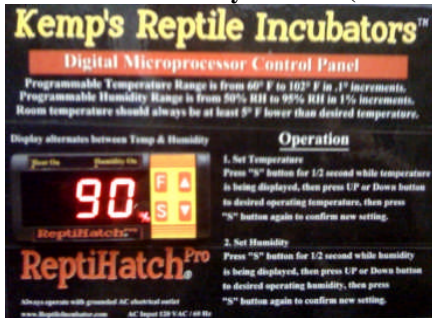 Kemp's Reptile Incubators™
Digital Microprocessor Control Panel
Programmable Temperature Range is from 60° F to 102° F in .1° increments.
Programmable Humidity Range is from 50% RH to 95% RH in 1% increments.
Room temperature should always be at least 5° F lower than desired temperature.
Display alternates between Temp & Humidity
Operation
Heat On Humidity On
90%
F
S
ReptiHatch
1. Set Temperature
Press "S" button for 1/2 second while temperature
is being displayed, then press UP or Down button
to desired operating temperature, then press
"S" button again to confirm new setting.
2. Set Humidity
Press "S" button for 1/2 second while humidity
is being displayed, then press UP or Down button
to desired operating humidity, then press
"S" button again to confirm new setting.
ReptiHatch Pro®
Always operate with grounded AC electrical outlet
www.ReptileIncubator.com AC Input 120 VAC / 60 Hz